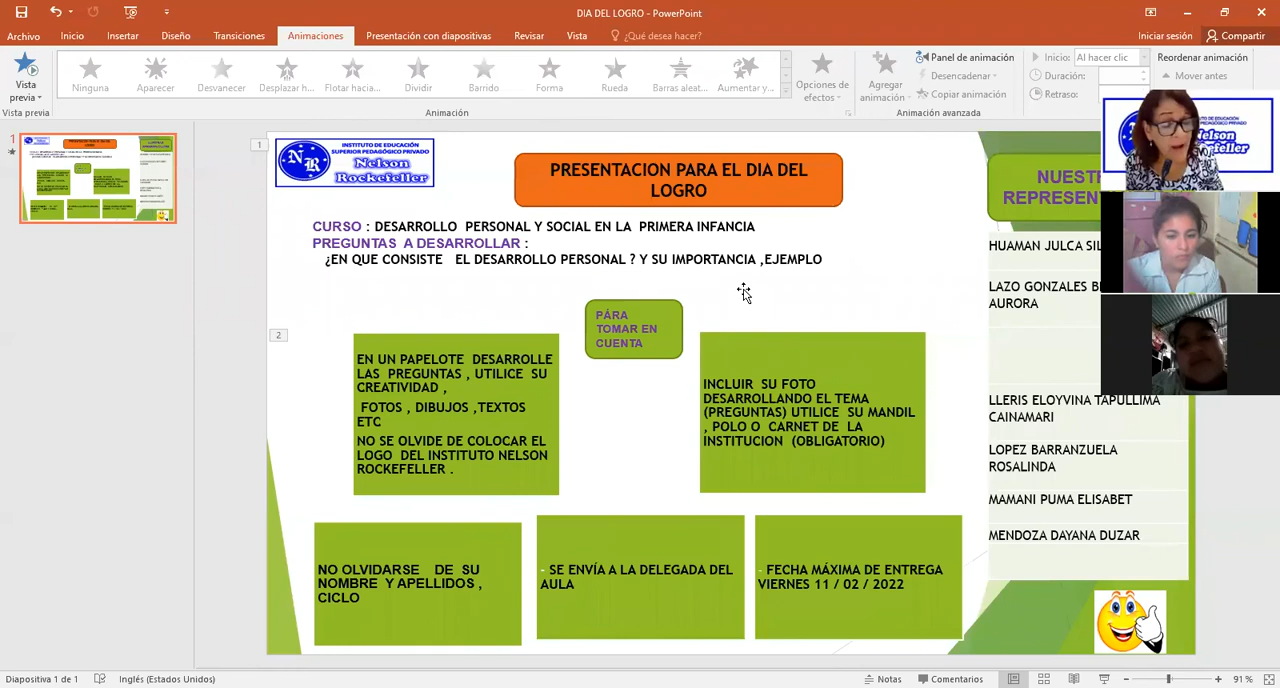 DIA DEL LOGRO - PowerPoint
Archivo Inicio Insertar Diseño Transiciones Animaciones Presentación con diapositivas Revisar Vista ¿Qué desea hacer? Iniciar sesión Compartir
Vista previa
Ninguna Aparecer Desvanecer Desplazar h... Flotar hacia... Dividir Barrido Forma Rueda Barras aleat... Aumentar y...
Opciones de efectos
Agregar animación
Panel de animación
Desencadenar
Copiar animación
Inicio: Al hacer clic
Duración:
Retraso:
Reordenar animación
Mover antes
Vista previa Animación Animación avanzada
1
1
INSTITUTO DE EDUCACIÓN
SUPERIOR PEDAGÓGICO PRIVADO
Nelson
Rockefeller
PRESENTACION PARA EL DIA DEL
LOGRO
CURSO : DESARROLLO PERSONAL Y SOCIAL EN LA PRIMERA INFANCIA
PREGUNTAS A DESARROLLAR :
¿EN QUE CONSISTE EL DESARROLLO PERSONAL ? Y SU IMPORTANCIA ,EJEMPLO
2
PÁRA
TOMAR EN
CUENTA
EN UN PAPELOTE DESARROLLE
LAS PREGUNTAS , UTILICE SU
CREATIVIDAD ,
FOTOS , DIBUJOS ,TEXTOS
ETC
NO SE OLVIDE DE COLOCAR EL
LOGO DEL INSTITUTO NELSON
ROCKEFELLER .
INCLUIR SU FOTO
DESARROLLANDO EL TEMA
(PREGUNTAS) UTILICE SU MANDIL
, POLO O CARNET DE LA
INSTITUCION (OBLIGATORIO)
NO OLVIDARSE DE SU
NOMBRE Y APELLIDOS ,
CICLO
- SE ENVÍA A LA DELEGADA DEL
AULA
- FECHA MÁXIMA DE ENTREGA
VIERNES 11 / 02 / 2022
HUAMAN JULCA
LAZO GONZALES
AURORA
LLERIS ELOYVINA TAPULLIMA
CAINAMARI
LOPEZ BARRANZUELA
ROSALINDA
MAMANI PUMA ELISABET
MENDOZA DAYANA DUZAR
Diapositiva 1 de 1 Inglés (Estados Unidos) Notas Comentarios 91 %